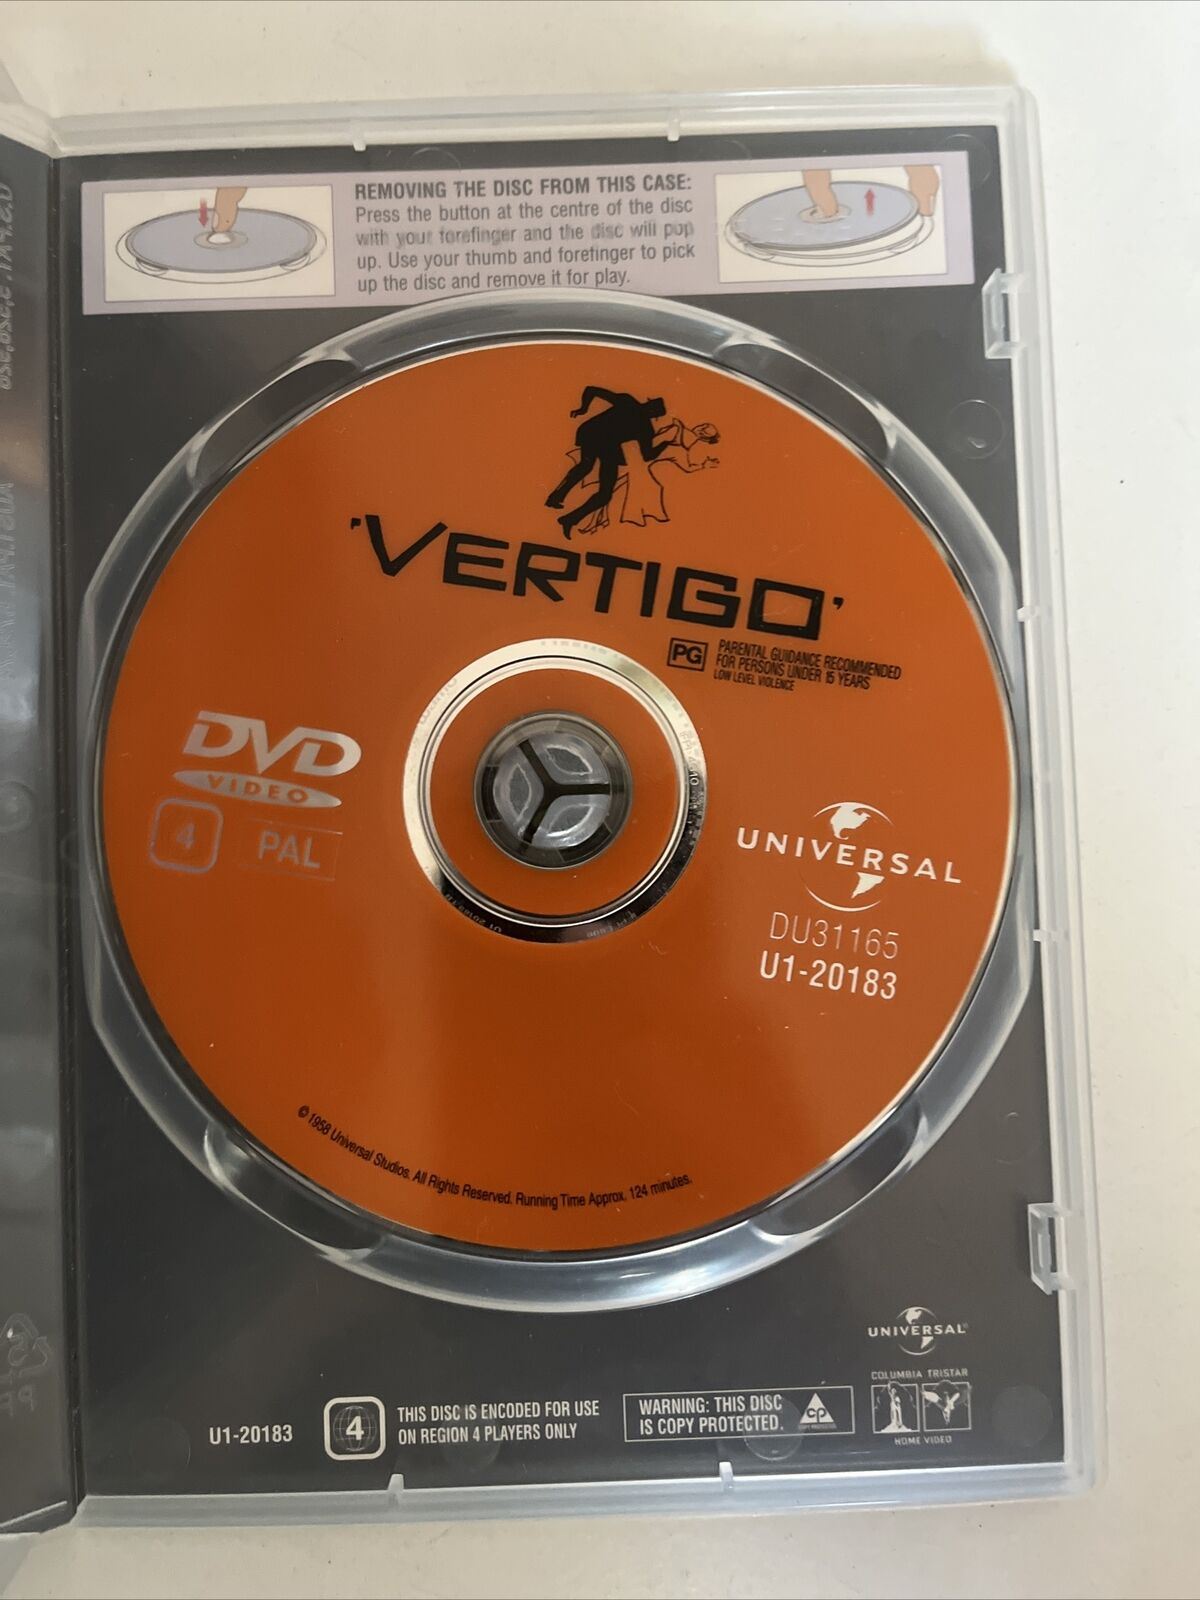 REMOVING THE DISC FROM THIS CASE:
Press the button at the centre of the disc
with your forefinger and the disc will pop
up. Use your thumb and forefinger to pick
up the disc and remove it for play.
'VERTIGO'
PG
PARENTAL GUIDANCE RECOMMENDED
FOR PERSONS UNDER 15 YEARS
LOW LEVEL VIOLENCE
DVD
VIDEO
4 PAL
UNIVERSAL
DU31165
U1-20183
© 1958 Universal Studios. All Rights Reserved. Running Time Approx. 124 minutes.
UNIVERSAL
COLUMBIA TRISTAR
HOME VIDEO
U1-20183
4
THIS DISC IS ENCODED FOR USE
ON REGION 4 PLAYERS ONLY
WARNING: THIS DISC
IS COPY PROTECTED.
cp
COPY PROTECTED